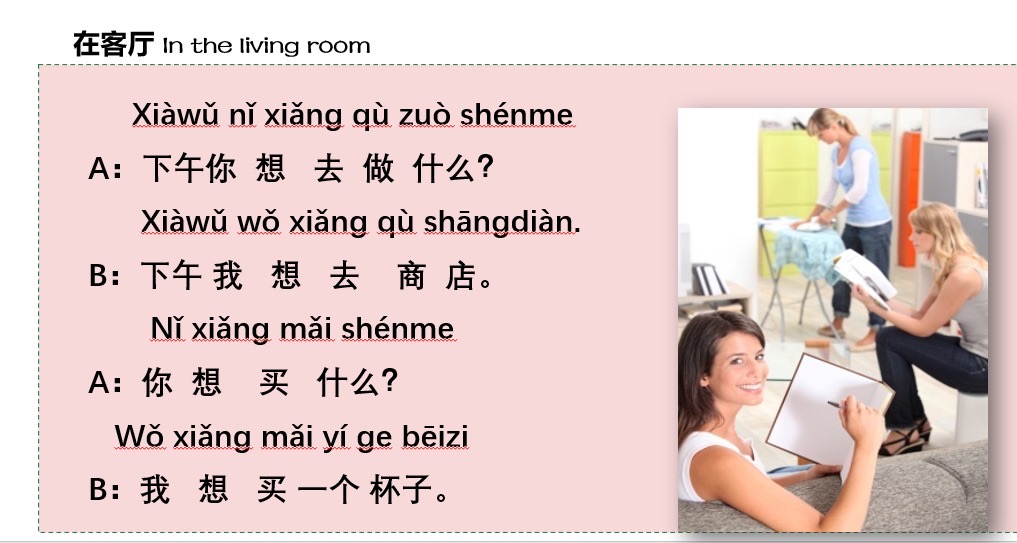 在客厅 In the living room
Xiàwǔ nǐ xiǎng qù zuò shénme
A：下午你 想 去 做 什么？
Xiàwǔ wǒ xiǎng qù shāngdiàn.
B：下午 我 想 去 商 店。
Nǐ xiǎng mǎi shénme
A：你 想 买 什么？
Wǒ xiǎng mǎi yí ge bēizi
B：我 想 买 一个 杯子。